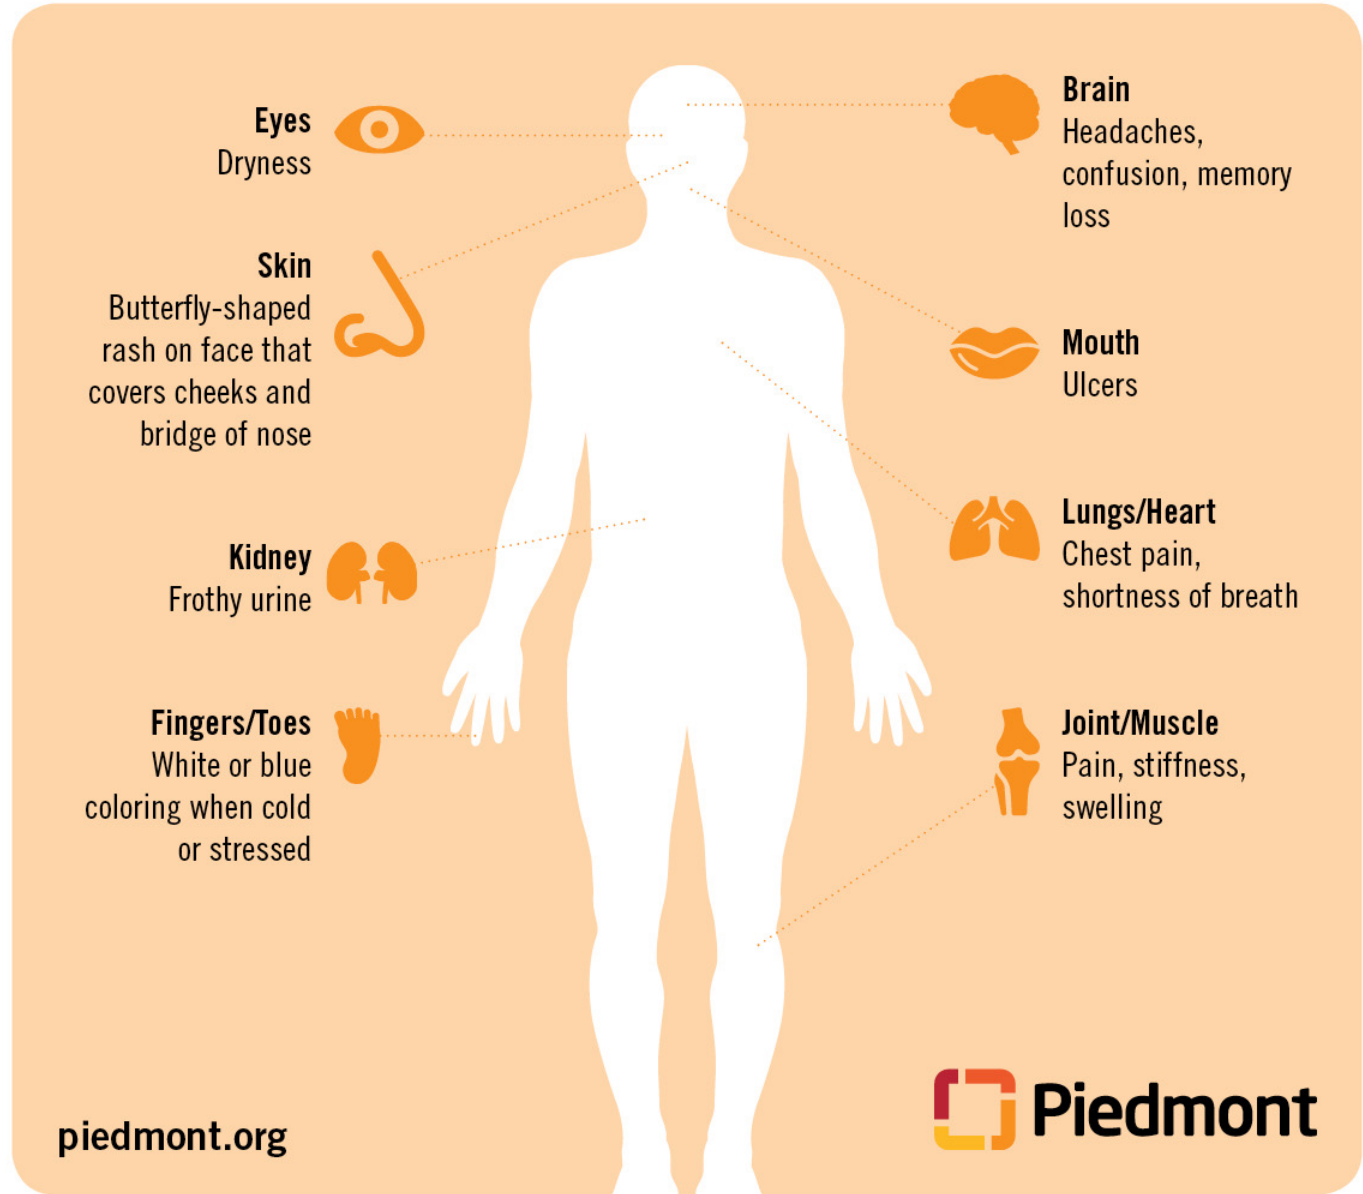 Eyes
Dryness
Skin
Butterfly-shaped
rash on face that
covers cheeks and
bridge of nose
Kidney
Frothy urine
Fingers/Toes
White or blue
coloring when cold
or stressed
Brain
Headaches,
confusion, memory
loss
Mouth
Ulcers
Lungs/Heart
Chest pain,
shortness of breath
Joint/Muscle
Pain, stiffness,
swelling
piedmont.org
Piedmont